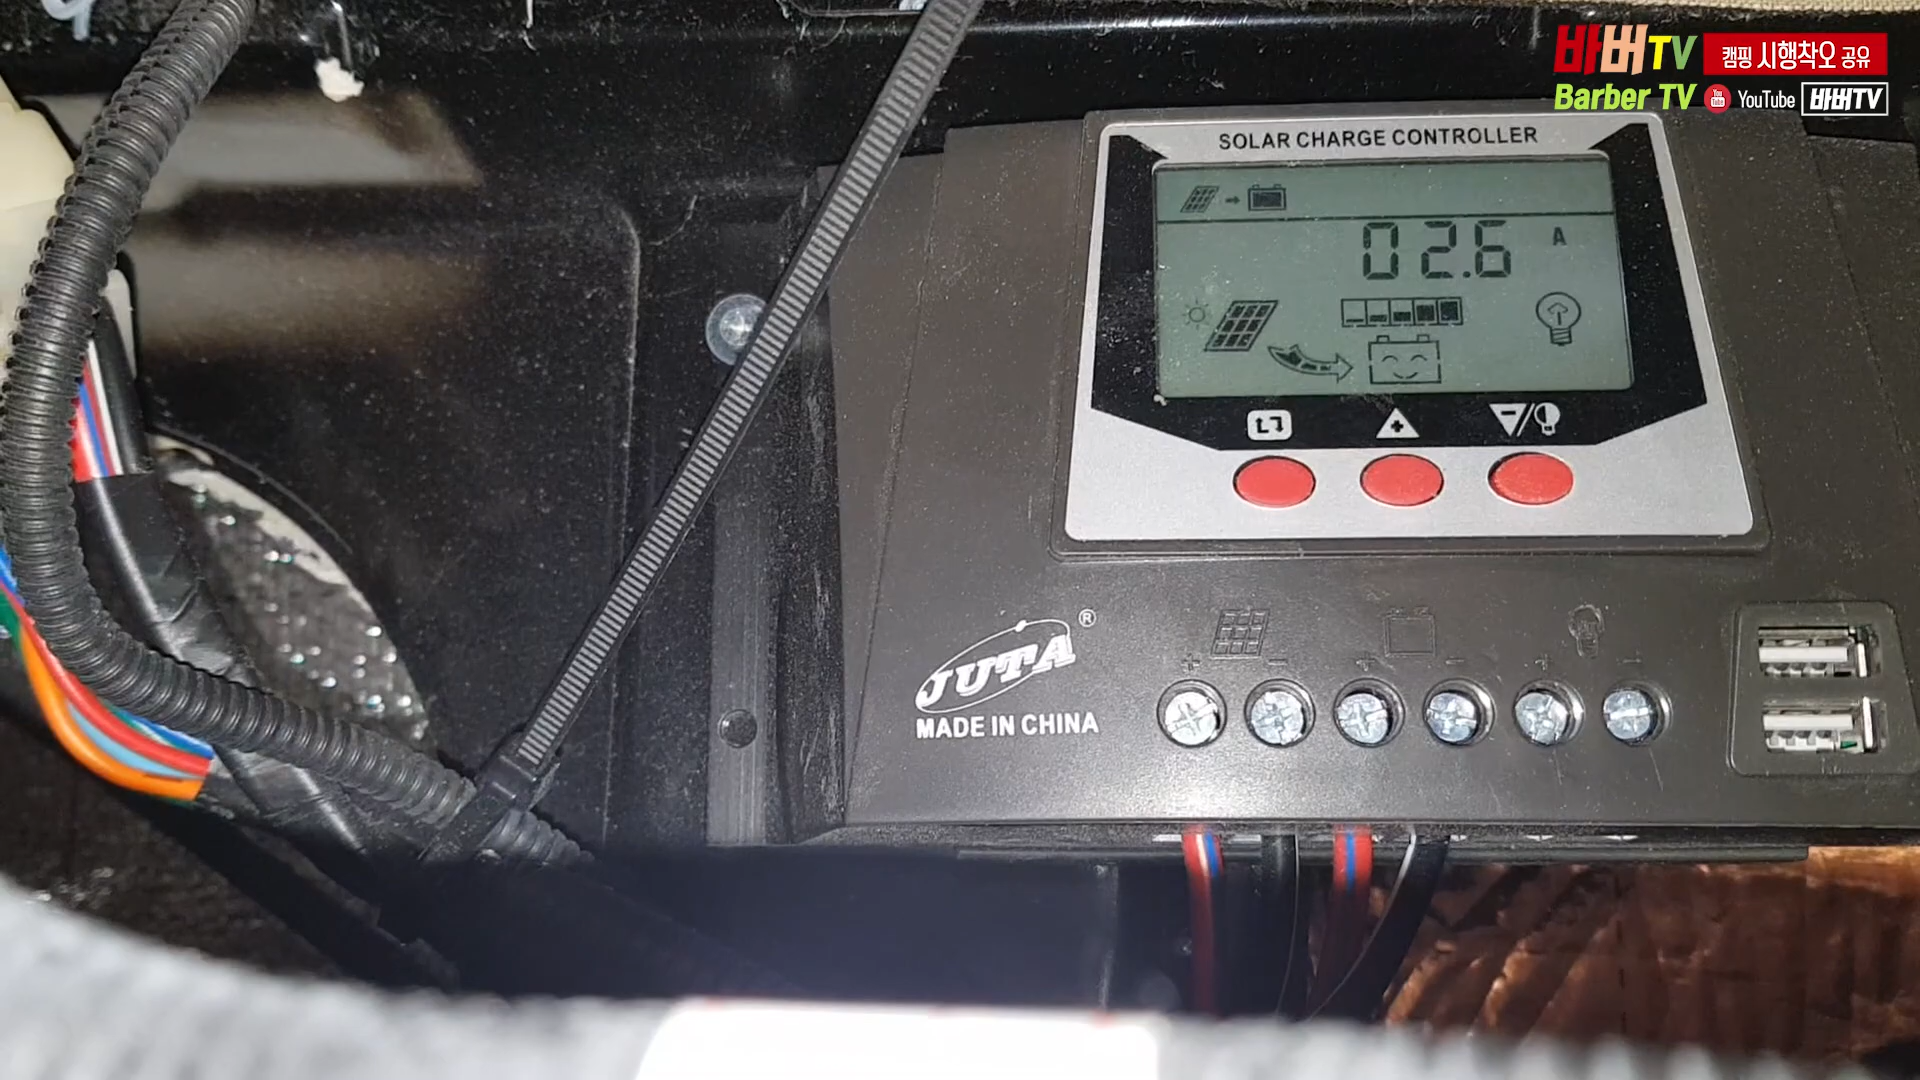 바버TV 캠핑 시행착오 공유
Barber TV YouTube 바버TV
SOLAR CHARGE CONTROLLER
02.6 A
JUTA ®
MADE IN CHINA